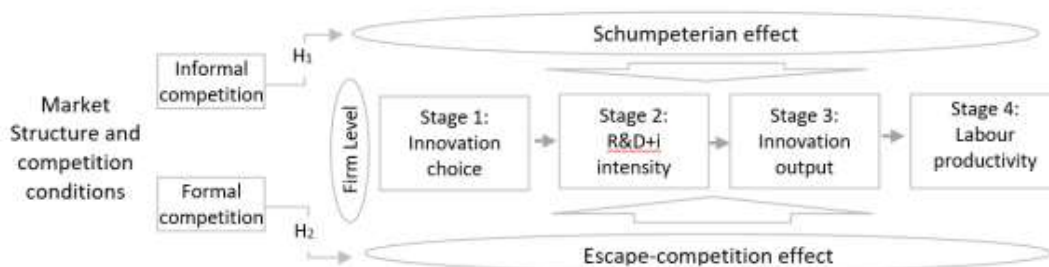 Schumpeterian effect
H₁
Informal
competition
Market
Structure and
competition
conditions
Formal
competition
H₂
Firm Level
Stage 1:
Innovation
choice
Stage 2:
R&D+i
intensity
Stage 3:
Innovation
output
Stage 4:
Labour
productivity
Escape-competition effect